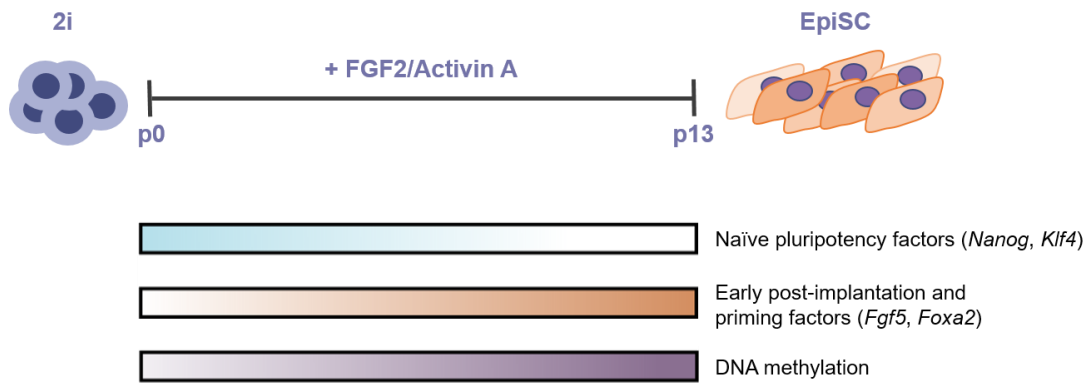 2i
EpiSC
+ FGF2/Activin A
p0
p13
Naïve pluripotency factors (Nanog, Klf4)
Early post-implantation and
priming factors (Fgf5, Foxa2)
DNA methylation